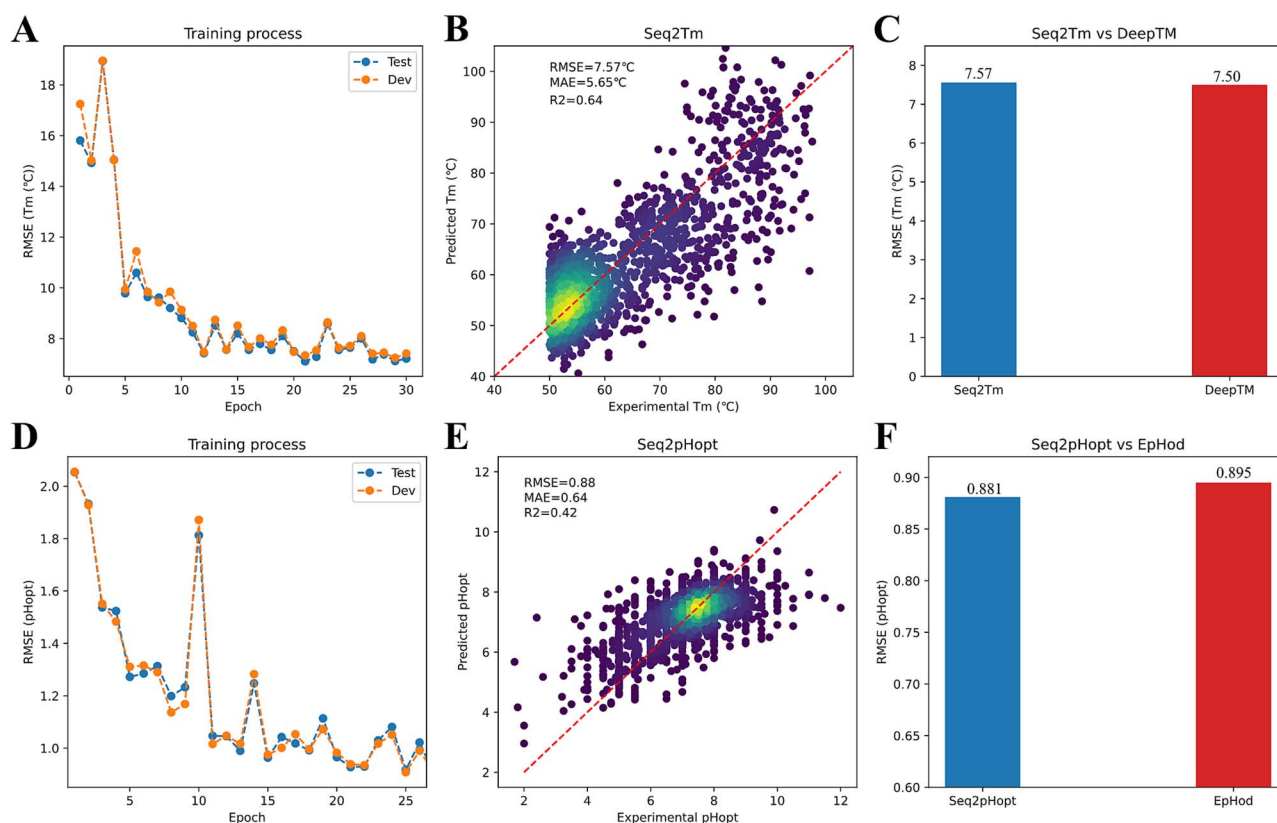 A
Training process
Test
Dev
RMSE (Tm (℃))
18
16
14
12
10
8
0
5
10
15
20
25
30
Epoch
B
Seq2Tm
RMSE=7.57℃
MAE=5.65℃
R2=0.64
Predicted Tm (℃)
100
90
80
70
60
50
40
40
50
60
70
80
90
100
Experimental Tm (℃)
C
Seq2Tm vs DeepTM
7.57
7.50
RMSE (Tm (℃))
8
7
6
5
4
3
2
1
0
Seq2Tm
DeepTM
D
Training process
Test
Dev
RMSE (pHopt)
2.0
1.8
1.6
1.4
1.2
1.0
5
10
15
20
25
Epoch
E
Seq2pHopt
RMSE=0.88
MAE=0.64
R2=0.42
Predicted pHopt
12
10
8
6
4
2
2
4
6
8
10
12
Experimental pHopt
F
Seq2pHopt vs EpHod
0.881
0.895
RMSE (pHopt)
0.90
0.85
0.80
0.75
0.70
0.65
0.60
Seq2pHopt
EpHod